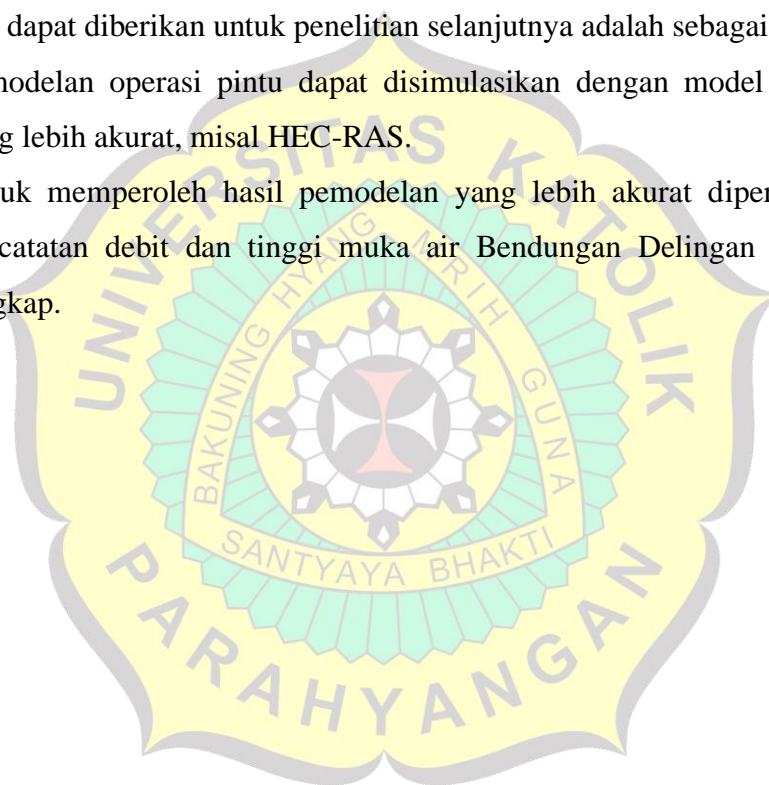 dapat diberikan untuk penelitian selanjutnya adalah sebagai
modelan operasi pintu dapat disimulasikan dengan model
g lebih akurat, misal HEC-RAS.
uk memperoleh hasil pemodelan yang lebih akurat diper
catatan debit dan tinggi muka air Bendungan Delingan
gkap.
UNIVERSITAS KATOLIK
BAKUNING HYANG MRIH GUNA
SANTYAYA BHAKTI
PARAHYANGAN